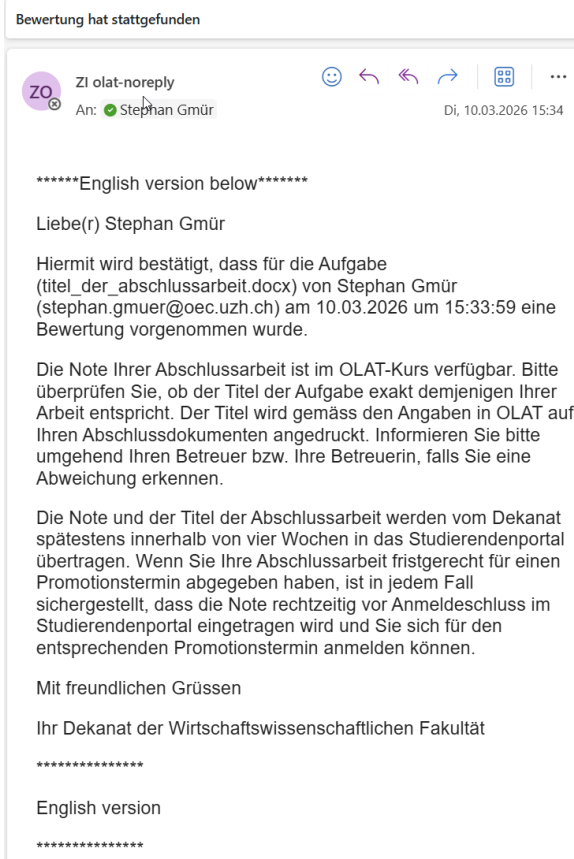 Bewertung hat stattgefunden
ZO
ZI olat-noreply
An: Stephan Gmür
Di, 10.03.2026 15:34
******English version below*******
Liebe(r) Stephan Gmür
Hiermit wird bestätigt, dass für die Aufgabe
(titel_der_abschlussarbeit.docx) von Stephan Gmür
(stephan.gmuer@oec.uzh.ch) am 10.03.2026 um 15:33:59 eine
Bewertung vorgenommen wurde.
Die Note Ihrer Abschlussarbeit ist im OLAT-Kurs verfügbar. Bitte
überprüfen Sie, ob der Titel der Aufgabe exakt demjenigen Ihrer
Arbeit entspricht. Der Titel wird gemäss den Angaben in OLAT auf
Ihren Abschlussdokumenten angedruckt. Informieren Sie bitte
umgehend Ihren Betreuer bzw. Ihre Betreuerin, falls Sie eine
Abweichung erkennen.
Die Note und der Titel der Abschlussarbeit werden vom Dekanat
spätestens innerhalb von vier Wochen in das Studierendenportal
übertragen. Wenn Sie Ihre Abschlussarbeit fristgerecht für einen
Promotionstermin abgegeben haben, ist in jedem Fall
sichergestellt, dass die Note rechtzeitig vor Anmeldeschluss im
Studierendenportal eingetragen wird und Sie sich für den
entsprechenden Promotionstermin anmelden können.
Mit freundlichen Grüssen
Ihr Dekanat der Wirtschaftswissenschaftlichen Fakultät
***************
English version
***************